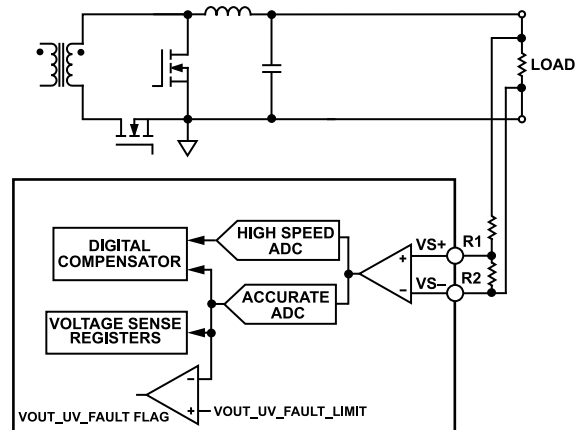 LOAD
HIGH SPEED
ADC
VS+
R1
DIGITAL
COMPENSATOR
+
R2
ACCURATE
ADC
−
VS−
VOLTAGE SENSE
REGISTERS
−
+
VOUT_UV_FAULT FLAG
VOUT_UV_FAULT_LIMIT